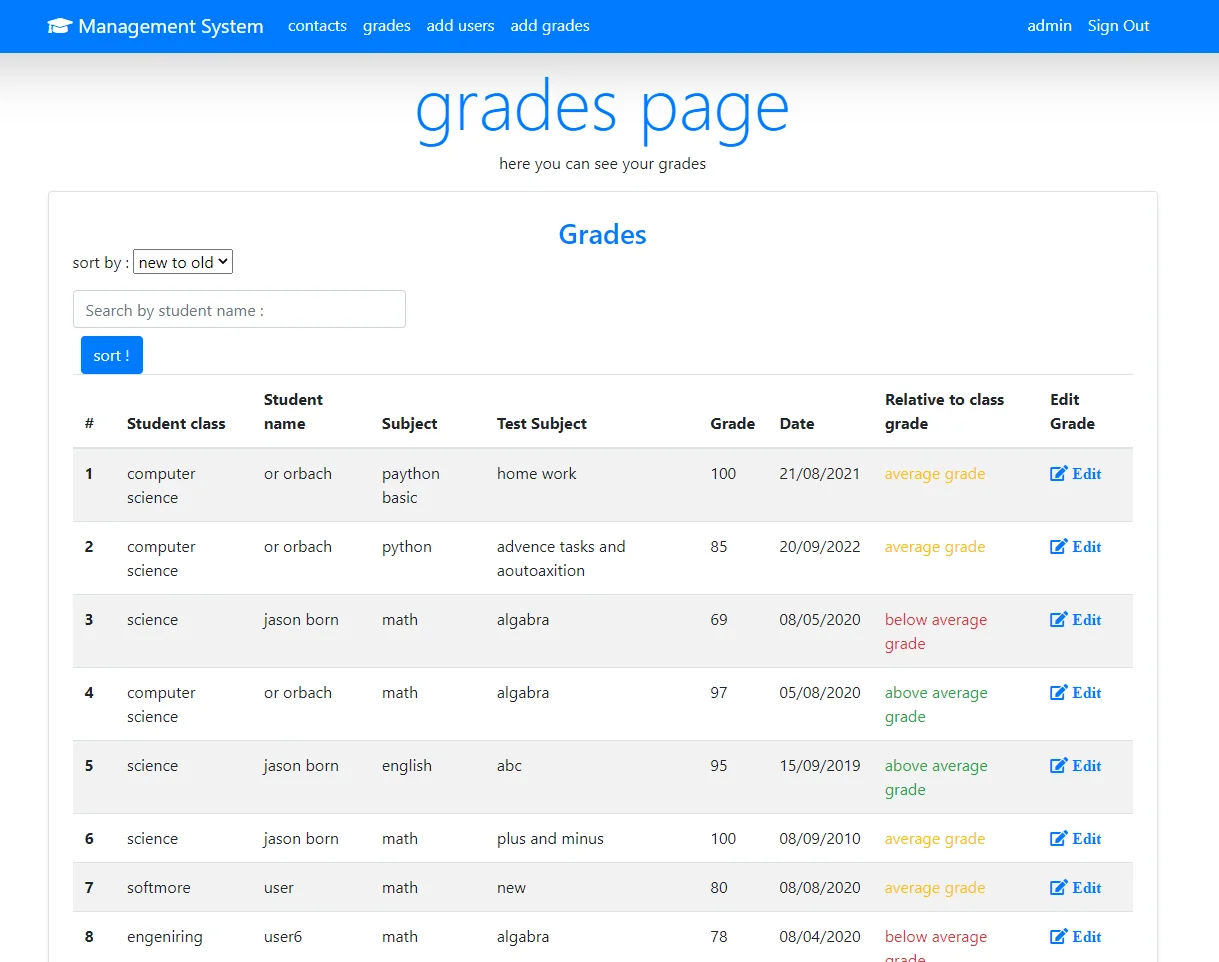 Management System contacts grades add users add grades admin Sign Out
grades page
here you can see your grades
Grades
sort by : new to old
Search by student name :
sort !
# Student class Student name Subject Test Subject Grade Date Relative to class grade Edit Grade
1 computer science or orbach paython basic home work 100 21/08/2021 average grade Edit
2 computer science or orbach python advence tasks and aoutoaxition 85 20/09/2022 average grade Edit
3 science jason born math algabra 69 08/05/2020 below average grade Edit
4 computer science or orbach math algabra 97 05/08/2020 above average grade Edit
5 science jason born english abc 95 15/09/2019 above average grade Edit
6 science jason born math plus and minus 100 08/09/2010 average grade Edit
7 softmore user math new 80 08/08/2020 average grade Edit
8 engeniring user6 math algabra 78 08/04/2020 below average grade Edit